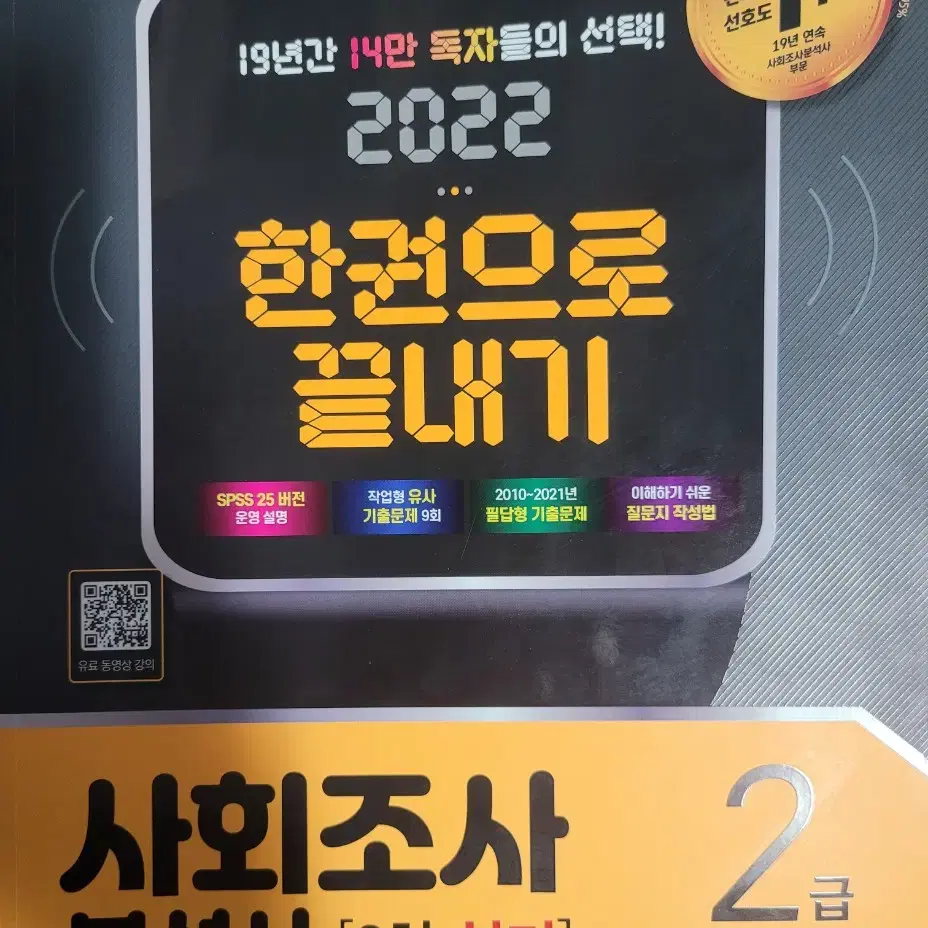 선호도
19년 연속
사회조사분석사
부문
19년간 14만 독자들의 선택!
2022
한권으로
끝내기
SPSS 25 버전
운영 설명
작업형 유사
기출문제 9회
2010~2021년
필답형 기출문제
이해하기 쉬운
질문지 작성법
유료 동영상 강의
사회조사
2급